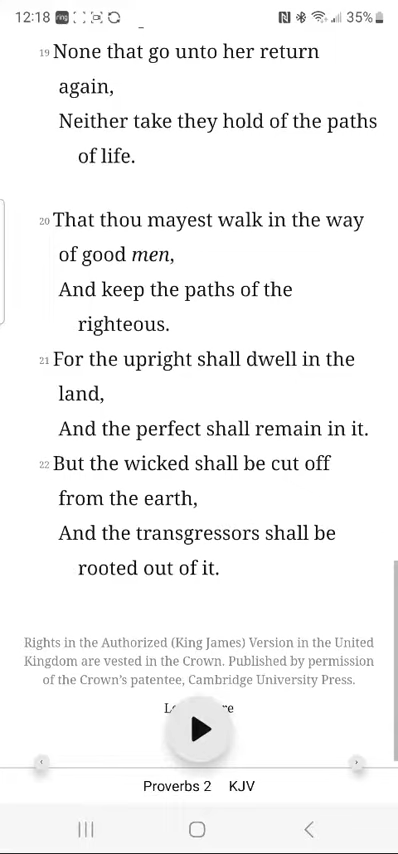 12:18 ring 35%
19 None that go unto her return
again,
Neither take they hold of the paths
of life.
20 That thou mayest walk in the way
of good men,
And keep the paths of the
righteous.
21 For the upright shall dwell in the
land,
And the perfect shall remain in it.
22 But the wicked shall be cut off
from the earth,
And the transgressors shall be
rooted out of it.
Rights in the Authorized (King James) Version in the United
Kingdom are vested in the Crown. Published by permission
of the Crown's patentee, Cambridge University Press.
Proverbs 2 KJV